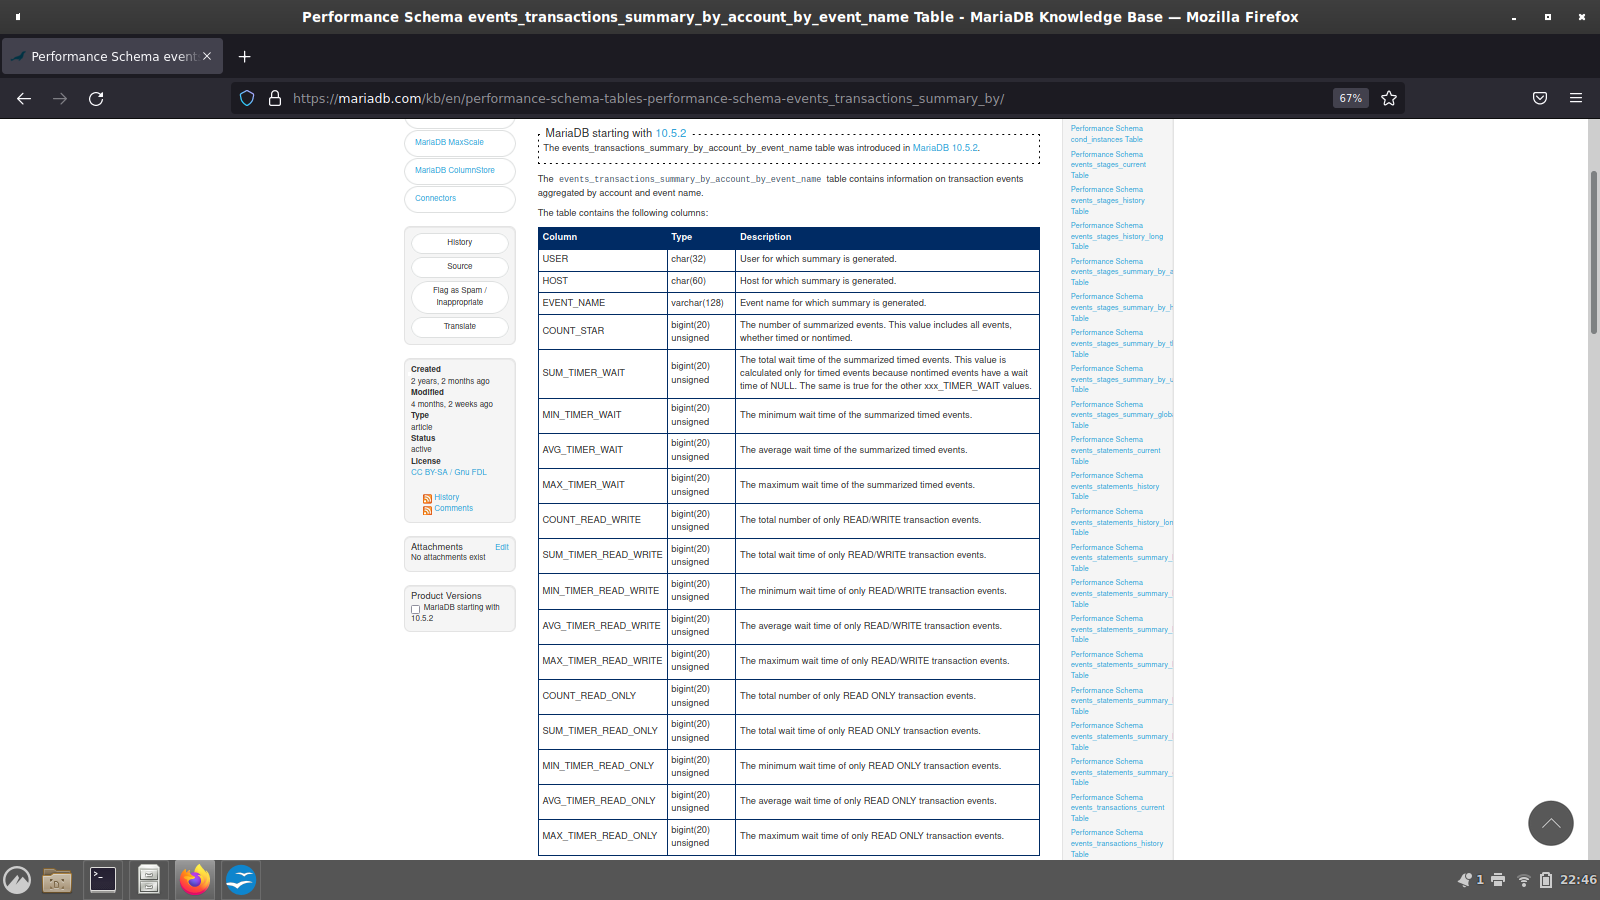 Performance Schema events_transactions_summary_by_account_by_event_name Table - MariaDB Knowledge Base — Mozilla Firefox
Performance Schema event
https://mariadb.com/kb/en/performance-schema-tables-performance-schema-events_transactions_summary_by/
67%
MariaDB MaxScale
MariaDB ColumnStore
Connectors
History
Source
Flag as Spam /
Inappropriate
Translate
Created
2 years, 2 months ago
Modified
4 months, 2 weeks ago
Type
article
Status
active
License
CC BY-SA / Gnu FDL
History
Comments
Attachments Edit
No attachments exist
Product Versions
MariaDB starting with
10.5.2
MariaDB starting with 10.5.2
The events_transactions_summary_by_account_by_event_name table was introduced in MariaDB 10.5.2.
The events_transactions_summary_by_account_by_event_name table contains information on transaction events
aggregated by account and event name.
The table contains the following columns:
Column Type Description
USER char(32) User for which summary is generated.
HOST char(60) Host for which summary is generated.
EVENT_NAME varchar(128) Event name for which summary is generated.
COUNT_STAR bigint(20) unsigned The number of summarized events. This value includes all events,
whether timed or nontimed.
SUM_TIMER_WAIT bigint(20) unsigned The total wait time of the summarized timed events. This value is
calculated only for timed events because nontimed events have a wait
time of NULL. The same is true for the other xxx_TIMER_WAIT values.
MIN_TIMER_WAIT bigint(20) unsigned The minimum wait time of the summarized timed events.
AVG_TIMER_WAIT bigint(20) unsigned The average wait time of the summarized timed events.
MAX_TIMER_WAIT bigint(20) unsigned The maximum wait time of the summarized timed events.
COUNT_READ_WRITE bigint(20) unsigned The total number of only READ/WRITE transaction events.
SUM_TIMER_READ_WRITE bigint(20) unsigned The total wait time of only READ/WRITE transaction events.
MIN_TIMER_READ_WRITE bigint(20) unsigned The minimum wait time of only READ/WRITE transaction events.
AVG_TIMER_READ_WRITE bigint(20) unsigned The average wait time of only READ/WRITE transaction events.
MAX_TIMER_READ_WRITE bigint(20) unsigned The maximum wait time of only READ/WRITE transaction events.
COUNT_READ_ONLY bigint(20) unsigned The total number of only READ ONLY transaction events.
SUM_TIMER_READ_ONLY bigint(20) unsigned The total wait time of only READ ONLY transaction events.
MIN_TIMER_READ_ONLY bigint(20) unsigned The minimum wait time of only READ ONLY transaction events.
AVG_TIMER_READ_ONLY bigint(20) unsigned The average wait time of only READ ONLY transaction events.
MAX_TIMER_READ_ONLY bigint(20) unsigned The maximum wait time of only READ ONLY transaction events.
Performance Schema
cond_instances Table
Performance Schema
events_stages_current
Table
Performance Schema
events_stages_history
Table
Performance Schema
events_stages_history_long
Table
Performance Schema
events_stages_summary_by_a
Table
Performance Schema
events_stages_summary_by_h
Table
Performance Schema
events_stages_summary_by_t
Table
Performance Schema
events_stages_summary_by_u
Table
Performance Schema
events_stages_summary_globa
Table
Performance Schema
events_statements_current
Table
Performance Schema
events_statements_history
Table
Performance Schema
events_statements_history_lon
Table
Performance Schema
events_statements_summary_
Table
Performance Schema
events_statements_summary_
Table
Performance Schema
events_statements_summary_
Table
Performance Schema
events_statements_summary_
Table
Performance Schema
events_statements_summary_
Table
Performance Schema
events_statements_summary_
Table
Performance Schema
events_statements_summary_
Table
Performance Schema
events_transactions_current
Table
Performance Schema
events_transactions_history
Table
1 22:46